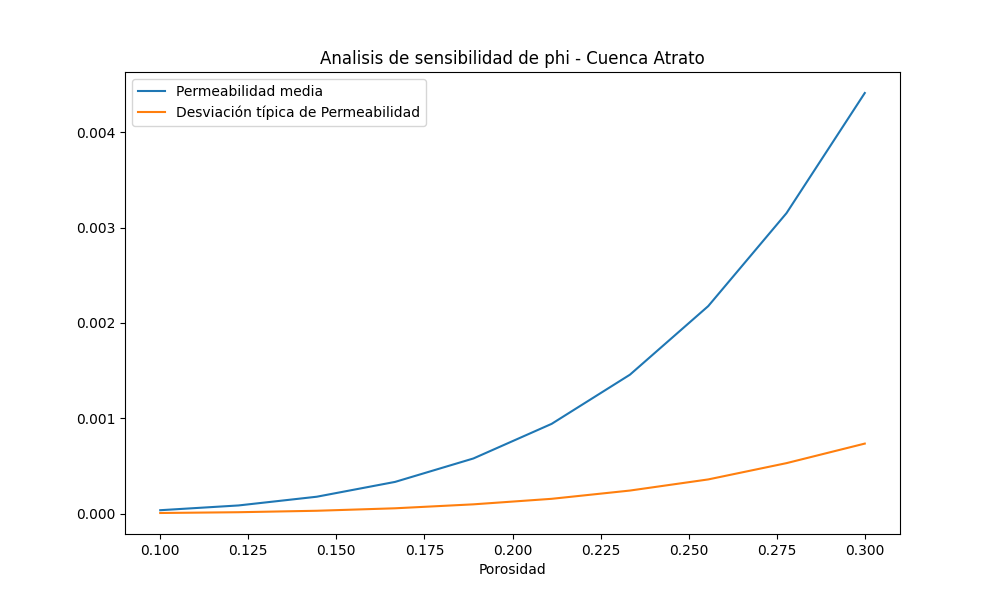 Analisis de sensibilidad de phi - Cuenca Atrato
Permeabilidad media
Desviación típica de Permeabilidad
0.004
0.003
0.002
0.001
0.000
0.100 0.125 0.150 0.175 0.200 0.225 0.250 0.275 0.300
Porosidad